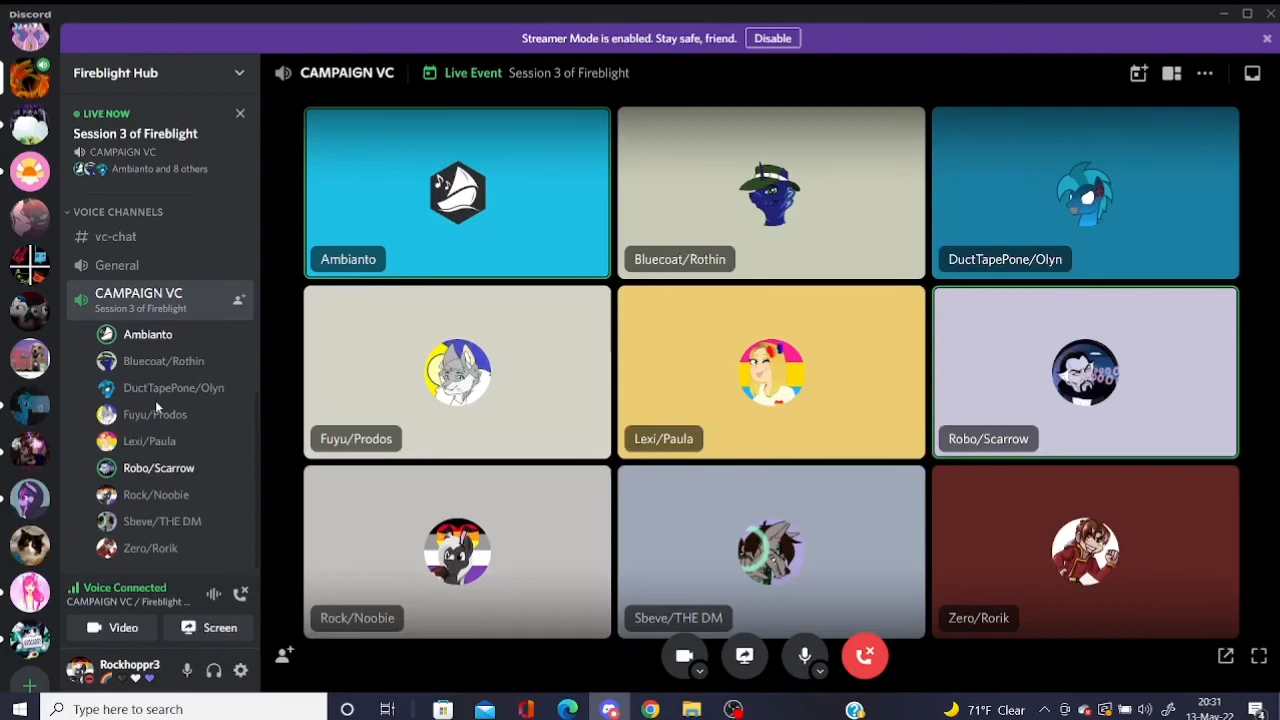 Discord
Streamer Mode is enabled. Stay safe, friend. Disable
Fireblight Hub
CAMPAIGN VC
Live Event Session 3 of Fireblight
LIVE NOW
Session 3 of Fireblight
CAMPAIGN VC
Ambianto and 8 others
VOICE CHANNELS
vc-chat
General
CAMPAIGN VC
Session 3 of Fireblight
Ambianto
Bluecoat/Rothin
DuctTapePone/Olyn
Fuyu/Prodos
Lexi/Paula
Robo/Scarrow
Rock/Noobie
Sbeve/THE DM
Zero/Rorik
Ambianto
Bluecoat/Rothin
DuctTapePone/Olyn
Fuyu/Prodos
Lexi/Paula
Robo/Scarrow
Rock/Noobie
Sbeve/THE DM
Zero/Rorik
Voice Connected
CAMPAIGN VC / Fireblight ...
Video
Screen
Rockhoppr3
Type here to search
71°F Clear
20:31
13-May-22